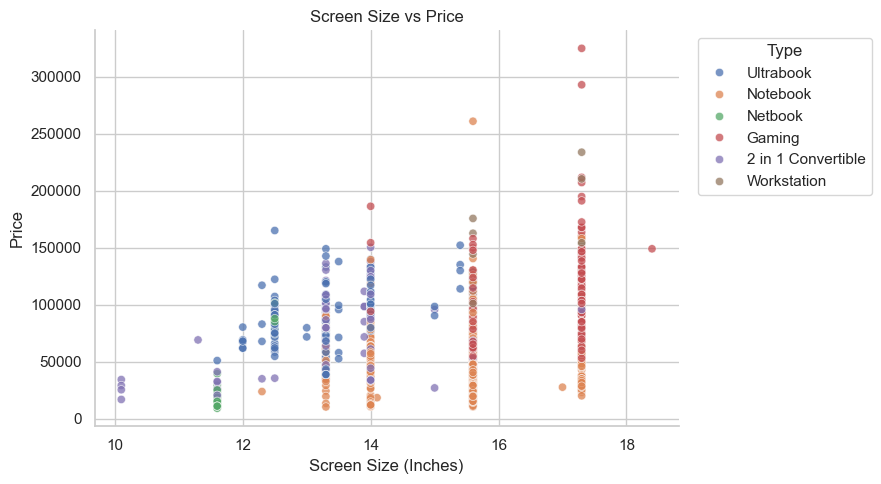 Screen Size vs Price
Price
300000
250000
200000
150000
100000
50000
0
10
12
14
16
18
Screen Size (Inches)
Type
Ultrabook
Notebook
Netbook
Gaming
2 in 1 Convertible
Workstation